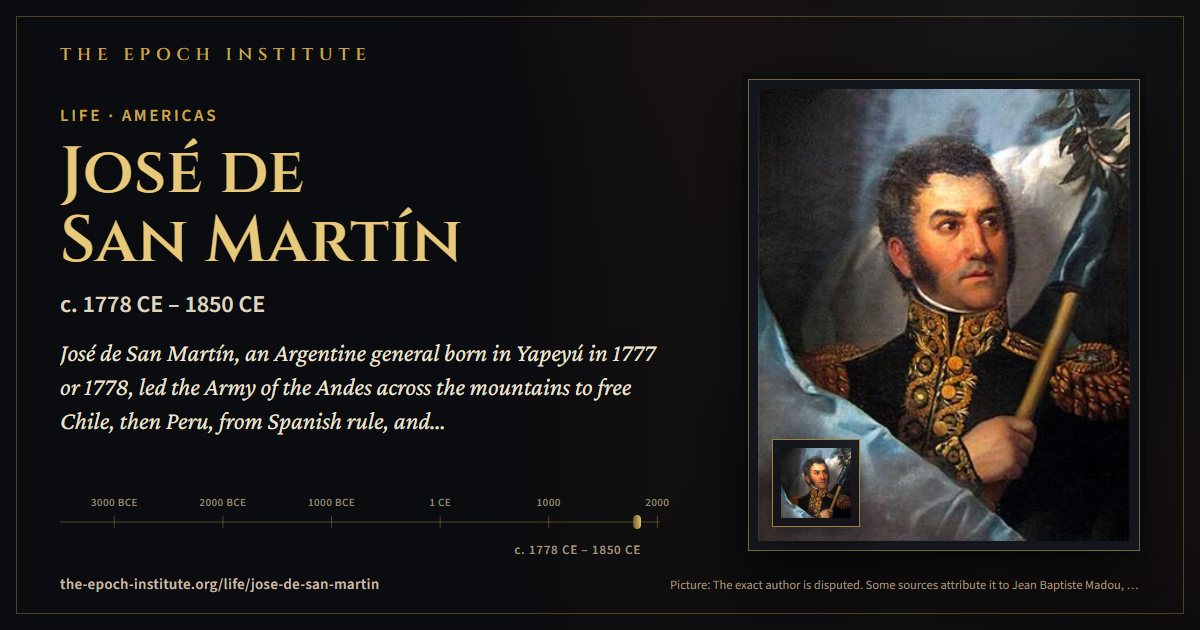 THE EPOCH INSTITUTE
LIFE · AMERICAS
JOSÉ DE
SAN MARTÍN
c. 1778 CE – 1850 CE
José de San Martín, an Argentine general born in Yapeyú in 1777
or 1778, led the Army of the Andes across the mountains to free
Chile, then Peru, from Spanish rule, and...
3000 BCE 2000 BCE 1000 BCE 1 CE 1000 2000
c. 1778 CE – 1850 CE
the-epoch-institute.org/life/jose-de-san-martin
Picture: The exact author is disputed. Some sources attribute it to Jean Baptiste Madou, …